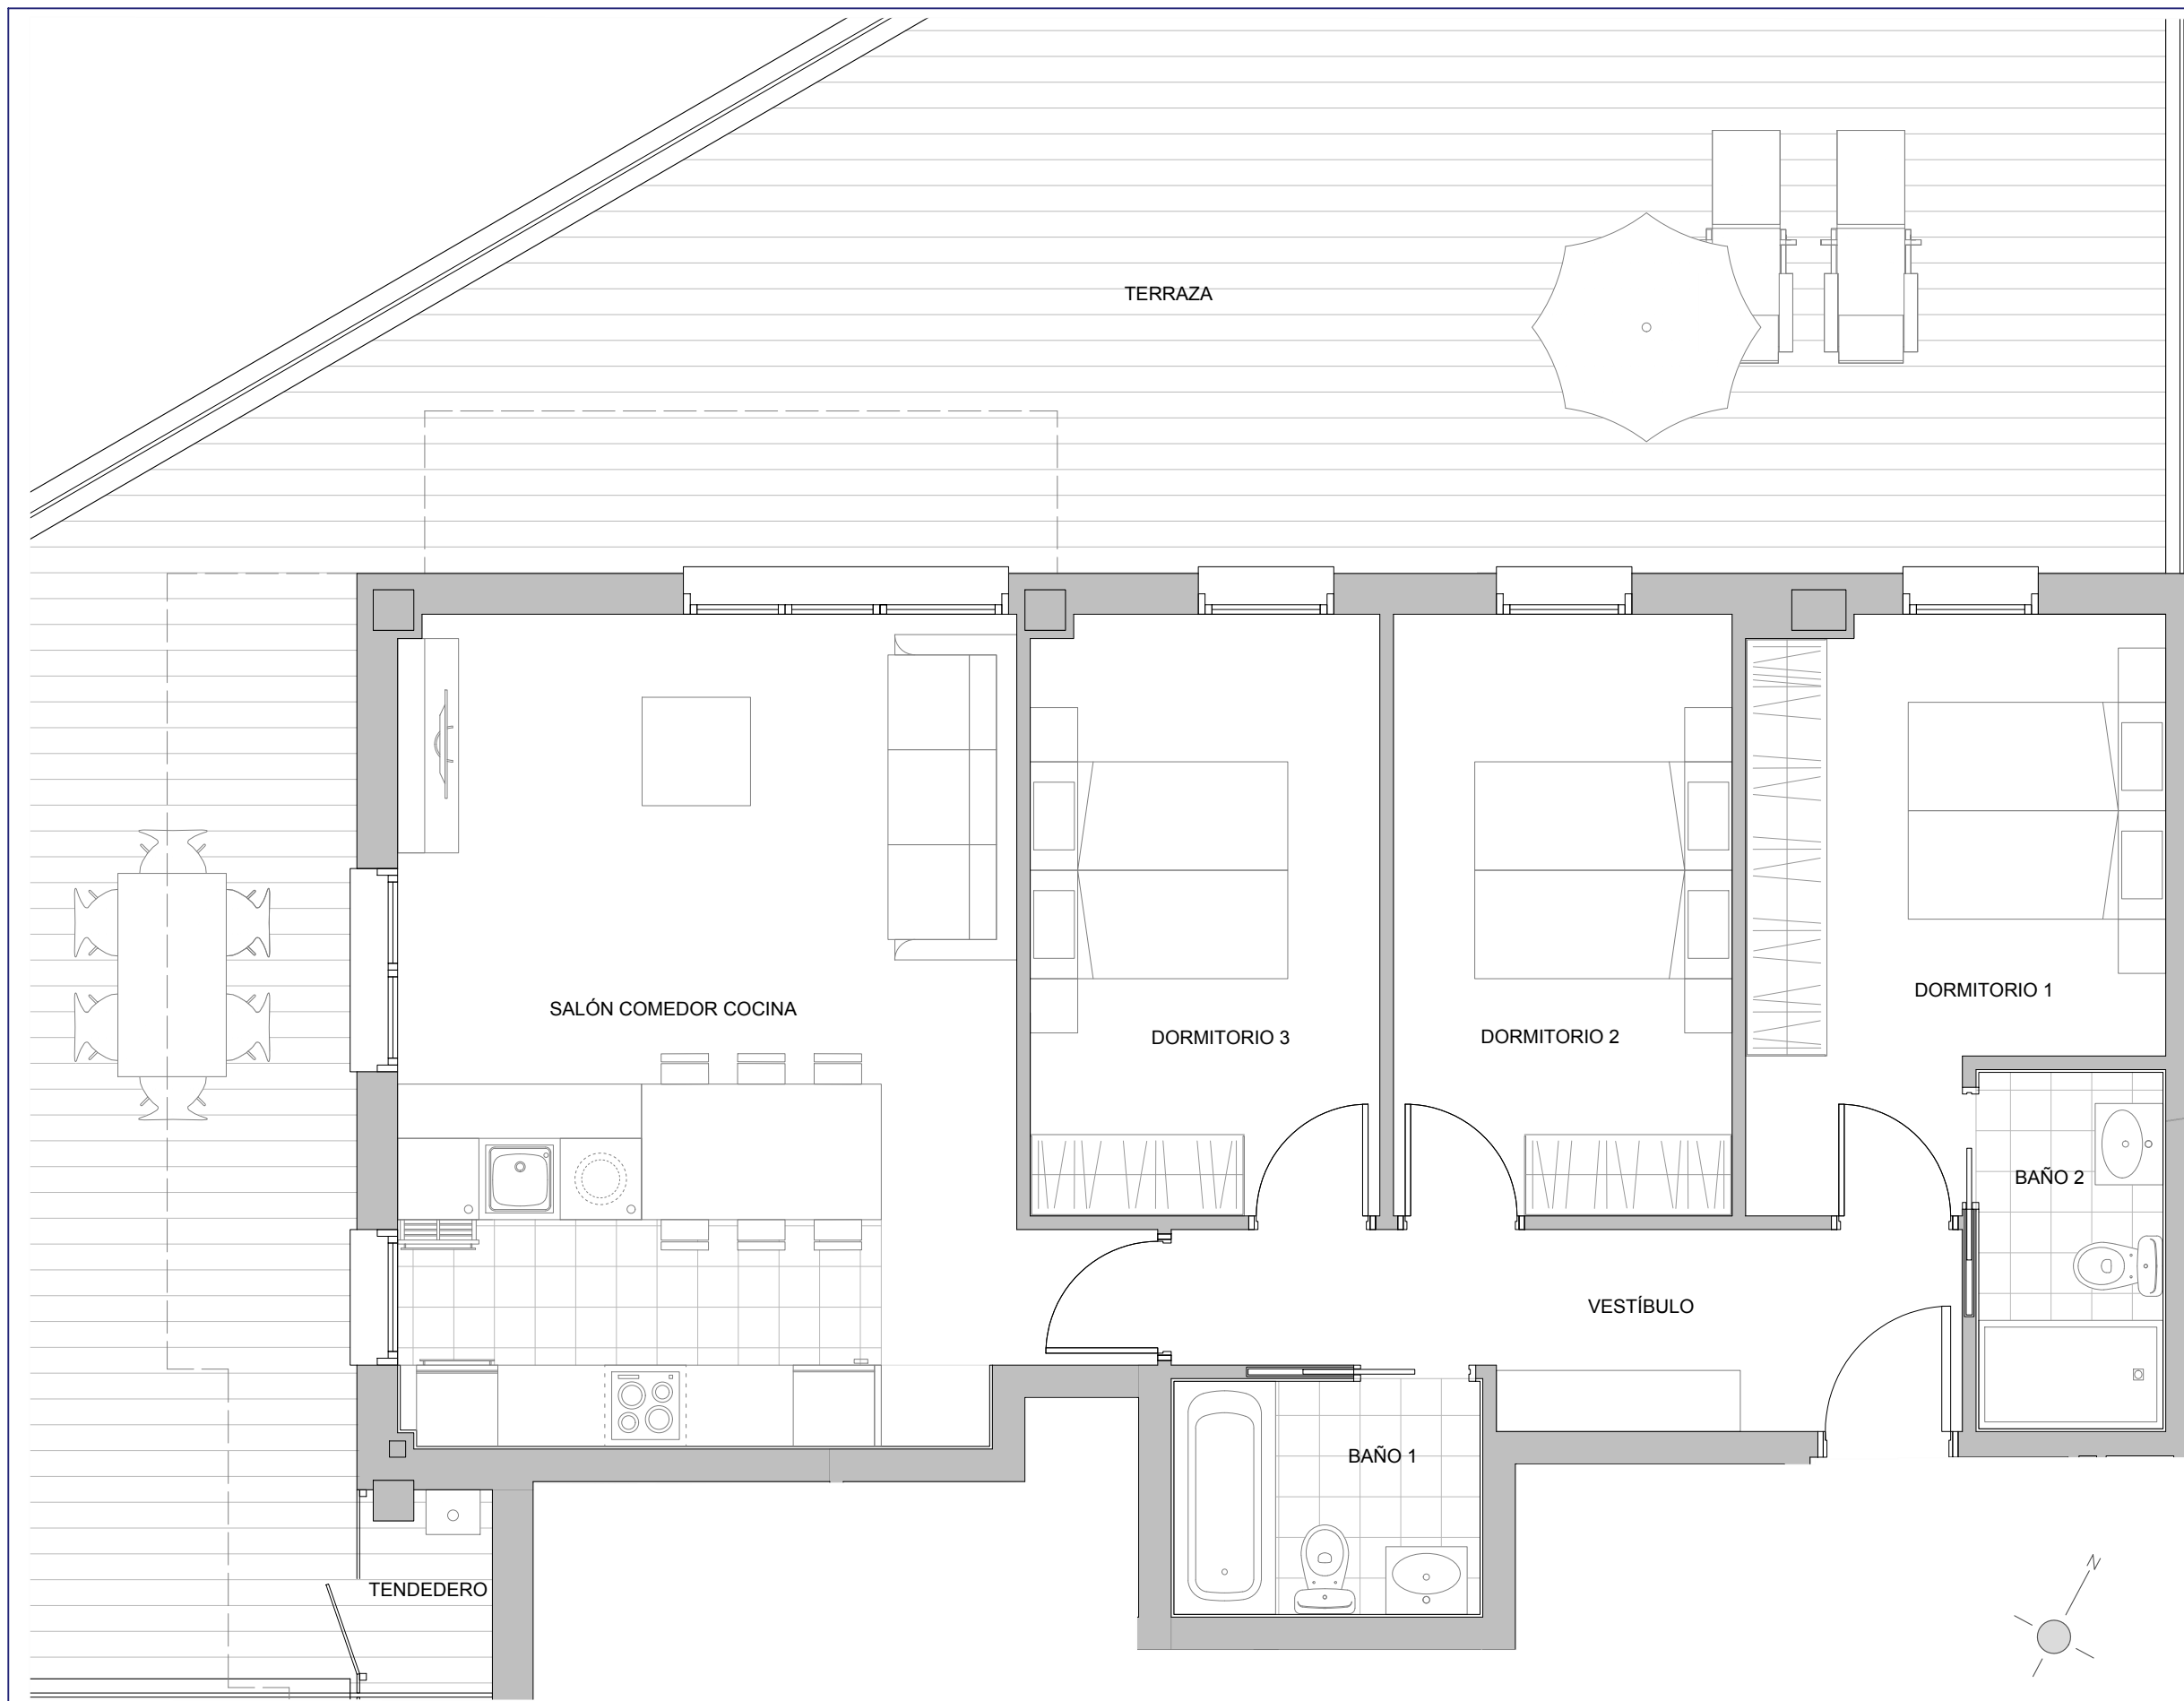 TERRAZA
SALÓN COMEDOR COCINA
DORMITORIO 3
DORMITORIO 2
DORMITORIO 1
BAÑO 2
VESTÍBULO
BAÑO 1
TENDEDERO
N